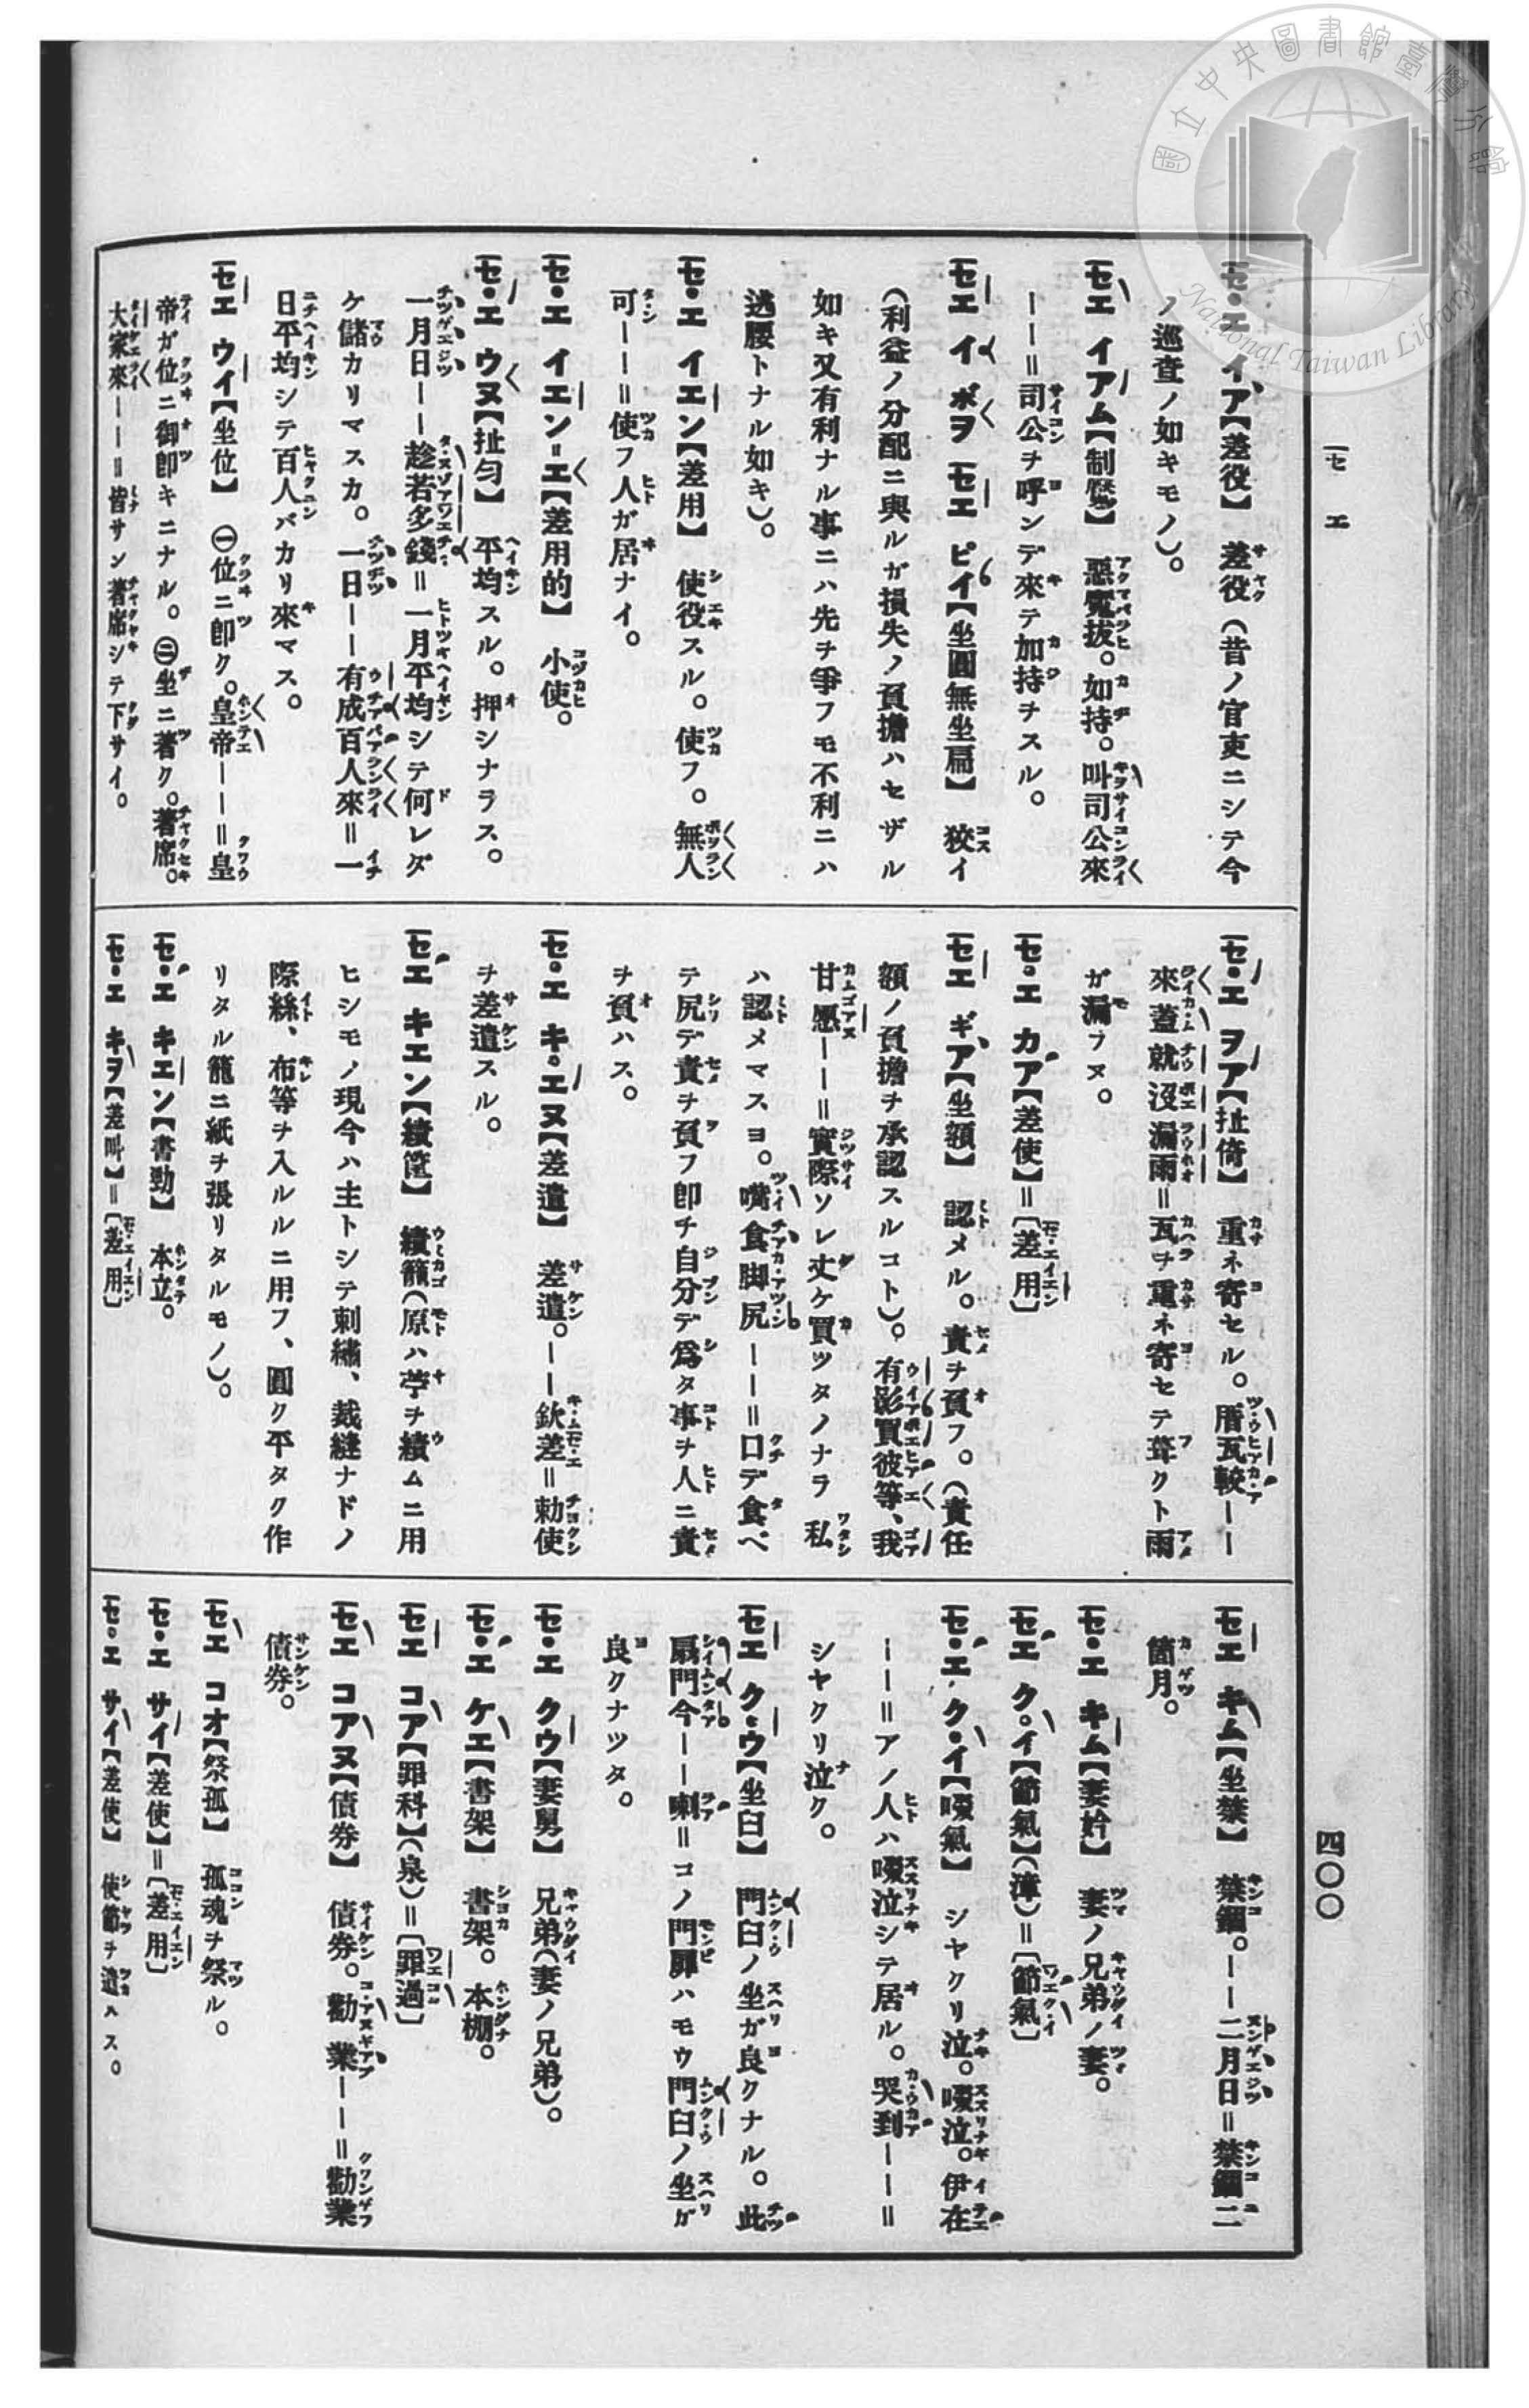 國立中央圖書館臺灣分館
National Taiwan Library
セエ
四〇〇
セ・エ イア【差役】 差役(昔ノ官吏ニシテ今
ノ巡査ノ如キモノ)。
セエ イアム【制魘】 惡魔拔。如持。叫司公來
——=司公ヲ呼ンデ來テ加持ヲスル。
セエ イ ボヲ セエ ピイ【坐圓無坐扁】 狡イ
(利益ノ分配ニ與ルガ損失ノ負擔ハセザル
如キ又有利ナル事ニハ先ヲ爭フモ不利ニハ
逃腰トナル如キ)。
セ・エ イエン【差用】 使役スル。使フ。無人
可——=使フ人ガ居ナイ。
セ・エ イエン=エ【差用的】 小使。
セ・エ ウヌ【扯勻】 平均スル。押シナラス。
一月日——趁若多錢=一月平均シテ何レダ
ケ儲カリマスカ。一日——有成百人來=一
日平均シテ百人バカリ來マス。
セエ ウイ【坐位】 ㊀位ニ卽ク。皇帝——=皇
帝ガ位ニ御卽キニナル。㊁坐ニ著ク。著席。
大家來——=皆サン著席シテ下サイ。
セ・エ ヲア【扯倚】 重ネ寄セル。厝瓦較——
來蓋就沒漏雨=瓦ヲ重ネ寄セテ葺クト雨
ガ漏ラヌ。
セ・エ カア【差使】=〔差用〕
セエ ギア【坐額】 認メル。責ヲ負フ。(責任
額ノ負擔ヲ承認スルコト)。有影買彼等、我
甘愿——=實際ソレ丈ケ買ツタノナラ私
ハ認メマスヨ。嘴食脚尻——=口デ食ベ
テ尻デ責ヲ負フ卽チ自分デ爲タ事ヲ人ニ責
ヲ負ハス。
セ・エ キ・エヌ【差遣】 差遣。——欽差=勅使
ヲ差遣スル。
セエ キエン【績筐】 績籠(原ハ苧ヲ績ムニ用
ヒシモノ現今ハ主トシテ刺繡、裁縫ナドノ
際絲、布等ヲ入ルルニ用フ、圓ク平タク作
リタル籠ニ紙ヲ張リタルモノ)。
セ・エ キエン【書勁】 本立。
セ・エ キヲ【差叫】=〔差用〕
セエ キム【坐禁】 禁錮。——二月日=禁錮二
箇月。
セ・エ キム【妻妗】 妻ノ兄弟ノ妻。
セエ ク・イ【節氣】(漳)=〔節氣〕
セ・エ ク・イ【啜氣】 シヤクリ泣。啜泣。伊在
——=アノ人ハ啜泣シテ居ル。哭到——=
シヤクリ泣ク。
セエ ク・ウ【坐臼】 門臼ノ坐ガ良クナル。此
扇門今——喇=コノ門扉ハモウ門臼ノ坐ガ
良クナツタ。
セ・エ クウ【妻舅】 兄弟(妻ノ兄弟)。
セ・エ ケエ【書架】 書架。本棚。
セエ コア【罪科】(泉)=〔罪過〕
セエ コアヌ【債券】 債券。勸業——=勸業
債券。
セエ コオ【祭孤】 孤魂ヲ祭ル。
セ・エ サイ【差使】=〔差用〕
セ・エ サイ【差使】 使節ヲ遣ハス。